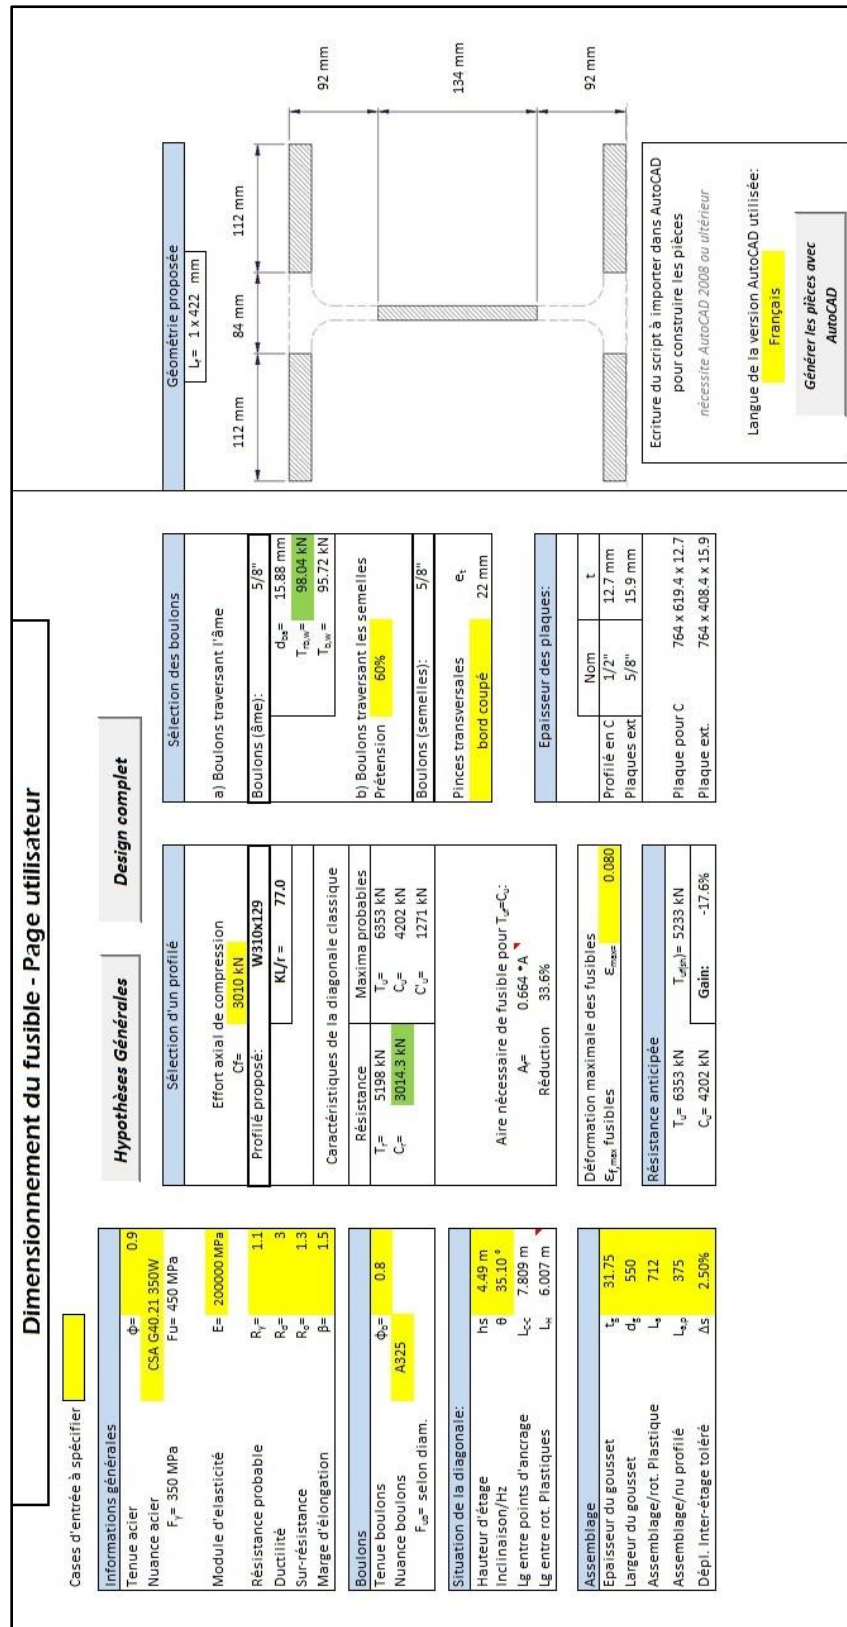 Dimensionnement du fusible - Page utilisateur
Cases d'entrée à spécifier
Hypothèses Générales
Design complet
Informations générales
Tenue acier Φ= 0.9
Nuance acier CSA G40.21 350W
Fy= 350 MPa Fu= 450 MPa
Module d'elasticité E= 200000 MPa
Résistance probable Ry= 1.1
Ductilité Rd= 3
Sur-résistance Ro= 1.3
Marge d'élongation β= 1.5
Boulons
Tenue boulons Φb= 0.8
Nuance boulons A325
Fub= selon diam.
Situation de la diagonale:
Hauteur d'étage hs 4.49 m
Inclinaison/Hz θ 35.10 °
Lg entre points d'ancrage Lc-c 7.809 m
Lg entre rot. Plastiques LH 6.007 m
Assemblage
Epaisseur du gousset tg 31.75
Largeur du gousset dg 550
Assemblage/rot. Plastique La 712
Assemblage/nu profilé La,p 375
Dépl. Inter-étage toléré Δs 2.50%
Sélection d'un profilé
Effort axial de compression
Cf= 3010 kN
Profilé proposé: W310x129
KL/r = 77.0
Caractéristiques de la diagonale classique
Résistance Maxima probables
Tr= 5198 kN Tu= 6353 kN
Cr= 3014.3 kN Cu= 4202 kN
C'u= 1271 kN
Aire nécessaire de fusible pour Tuf=Cu:
Af= 0.664 *A
Réduction 33.6%
Déformation maximale des fusibles
εf,max fusibles εmax= 0.080
Résistance anticipée
Tu= 6353 kN Tuf(sh)= 5233 kN
Cu= 4202 kN Gain: -17.6%
Sélection des boulons
a) Boulons traversant l'âme
Boulons (âme): 5/8"
dba= 15.88 mm
Trb,w= 98.04 kN
Tb,w = 95.72 kN
b) Boulons traversant les semelles
Prétension 60%
Boulons (semelles): 5/8"
Pinces transversales et
bord coupé 22 mm
Epaisseur des plaques:
Nom t
Profilé en C 1/2" 12.7 mm
Plaques ext 5/8" 15.9 mm
Plaque pour C 764 x 619.4 x 12.7
Plaque ext. 764 x 408.4 x 15.9
Géométrie proposée
Lf= 1 x 422 mm
112 mm 84 mm 112 mm
92 mm
134 mm
92 mm
Ecriture du script à importer dans AutoCAD
pour construire les pièces
nécessite AutoCAD 2008 ou ultérieur
Langue de la version AutoCAD utilisée:
Français
Générer les pièces avec
AutoCAD